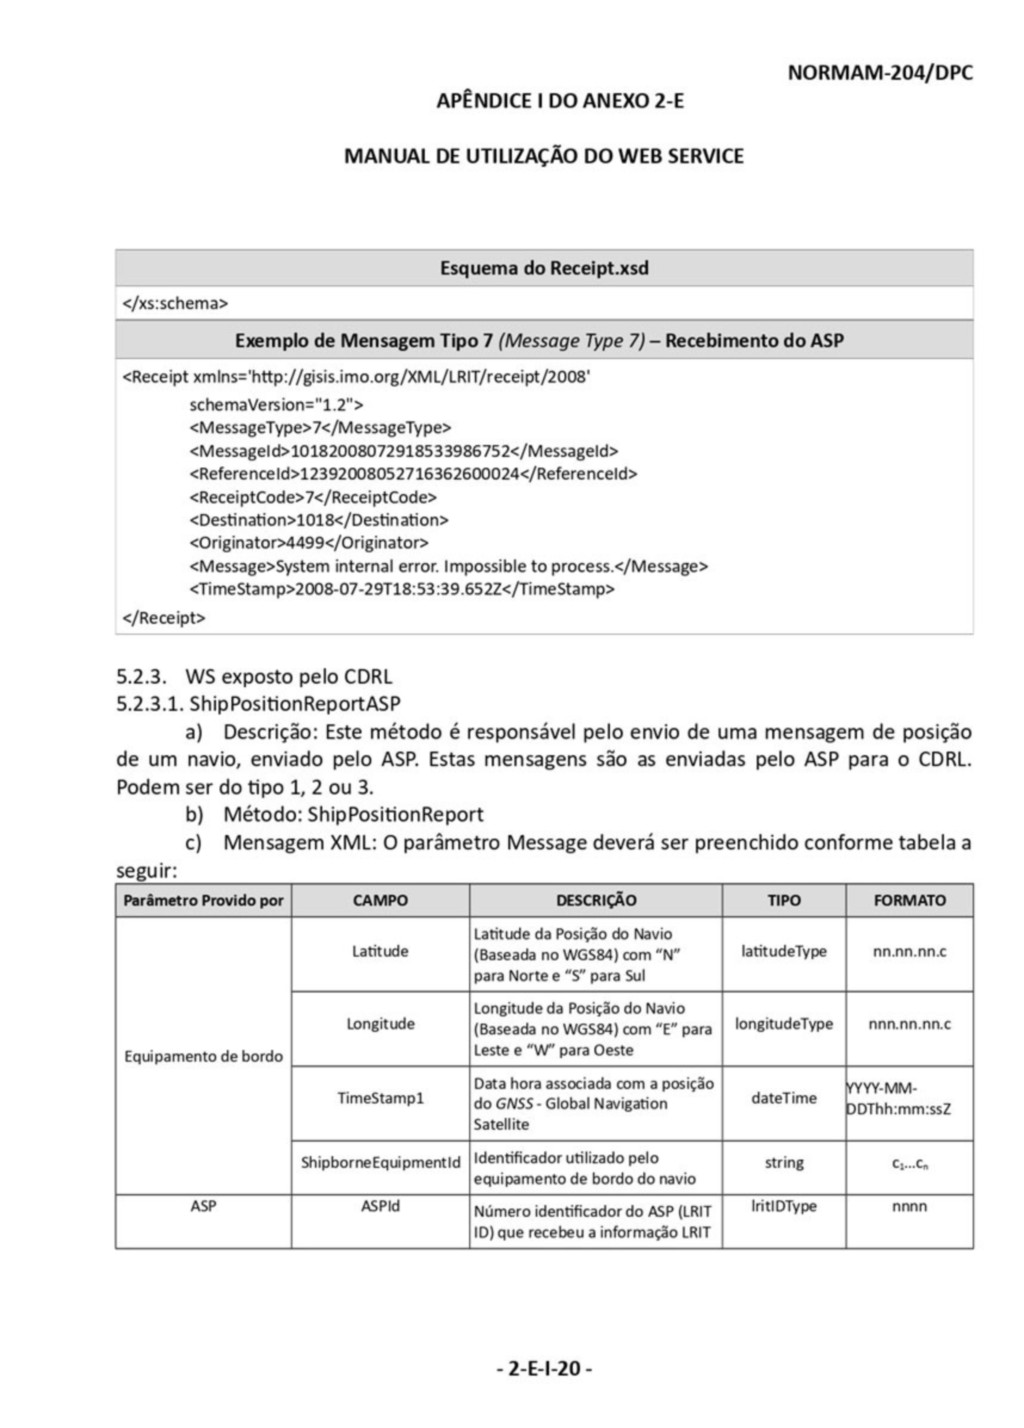 NORMAM-204/DPC
APÊNDICE I DO ANEXO 2-E
MANUAL DE UTILIZAÇÃO DO WEB SERVICE
Esquema do Receipt.xsd
</xs:schema>
Exemplo de Mensagem Tipo 7 (Message Type 7) – Recebimento do ASP
<Receipt xmlns='http://gisis.imo.org/XML/LRIT/receipt/2008'
schemaVersion="1.2">
<MessageType>7</MessageType>
<MessageId>10182008072918533986752</MessageId>
<ReferenceId>12392008052716362600024</ReferenceId>
<ReceiptCode>7</ReceiptCode>
<Destination>1018</Destination>
<Originator>4499</Originator>
<Message>System internal error. Impossible to process.</Message>
<TimeStamp>2008-07-29T18:53:39.652Z</TimeStamp>
</Receipt>
5.2.3. WS exposto pelo CDRL
5.2.3.1. ShipPositionReportASP
a) Descrição: Este método é responsável pelo envio de uma mensagem de posição
de um navio, enviado pelo ASP. Estas mensagens são as enviadas pelo ASP para o CDRL.
Podem ser do tipo 1, 2 ou 3.
b) Método: ShipPositionReport
c) Mensagem XML: O parâmetro Message deverá ser preenchido conforme tabela a
seguir:
Parâmetro Provido por CAMPO DESCRIÇÃO TIPO FORMATO
Equipamento de bordo
Latitude
Latitude da Posição do Navio
(Baseada no WGS84) com “N”
para Norte e “S” para Sul
latitudeType
nn.nn.nn.c
Longitude
Longitude da Posição do Navio
(Baseada no WGS84) com “E” para
Leste e “W” para Oeste
longitudeType
nnn.nn.nn.c
TimeStamp1
Data hora associada com a posição
do GNSS - Global Navigation
Satellite
dateTime
YYYY-MM-
DDThh:mm:ssZ
ShipborneEquipmentId
Identificador utilizado pelo
equipamento de bordo do navio
string
c₁...cₙ
ASP
ASPId
Número identificador do ASP (LRIT
ID) que recebeu a informação LRIT
lritIDType
nnnn
- 2-E-I-20 -